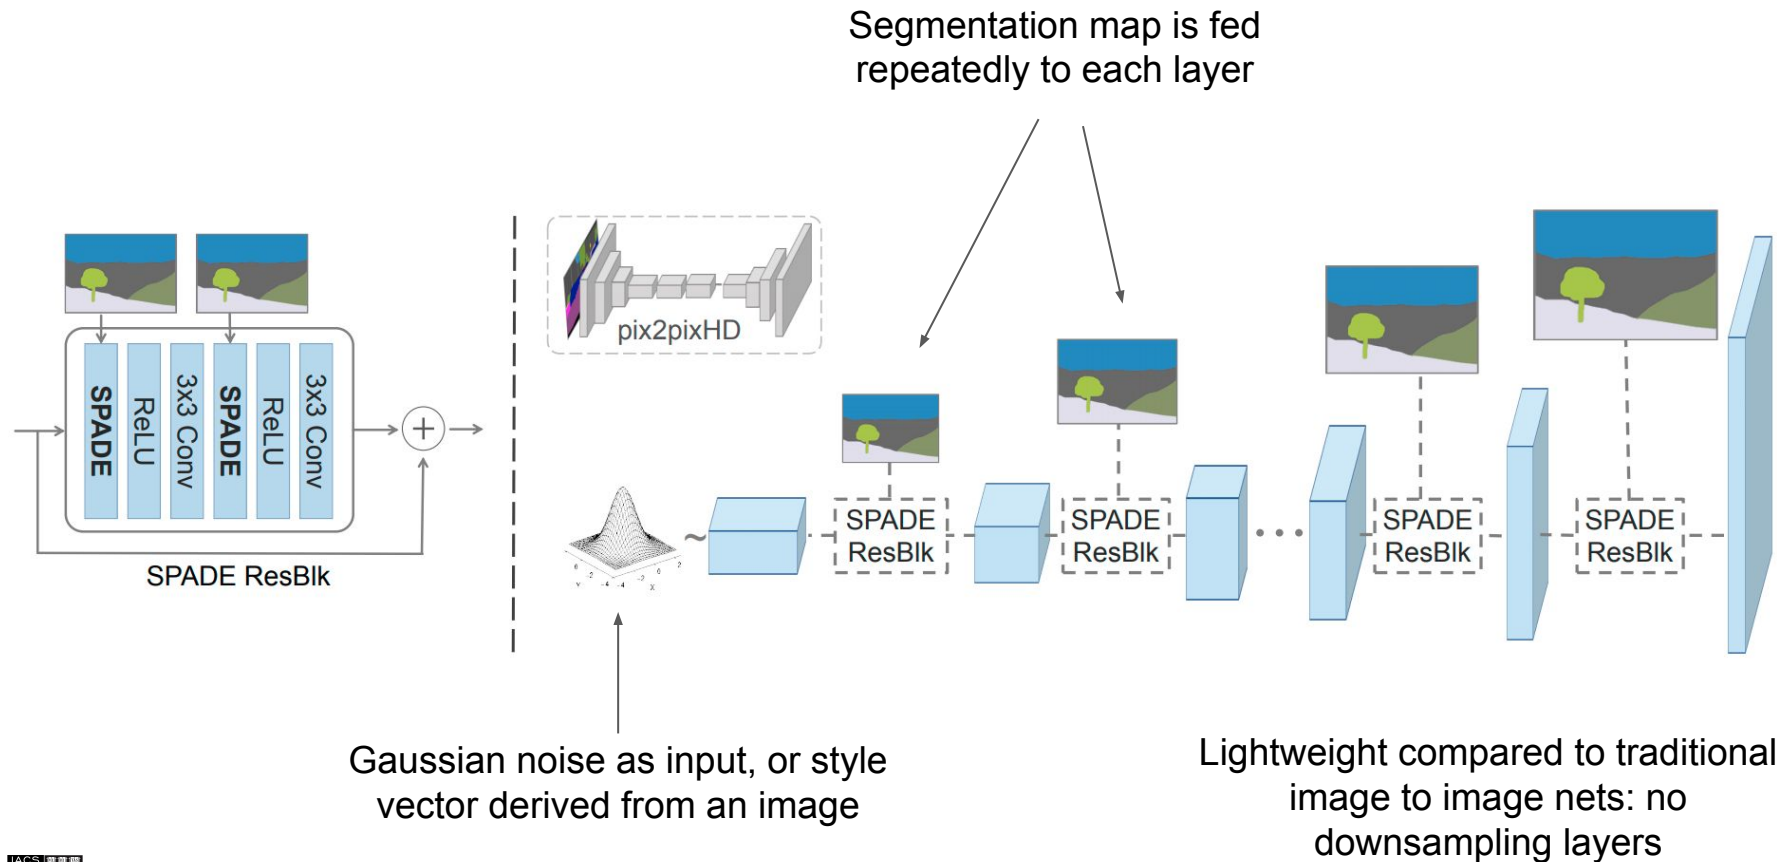 Segmentation map is fed
repeatedly to each layer
SPADE
ReLU
3x3 Conv
SPADE
ReLU
3x3 Conv
+
SPADE ResBlk
pix2pixHD
~
SPADE
ResBlk
SPADE
ResBlk
SPADE
ResBlk
SPADE
ResBlk
Gaussian noise as input, or style
vector derived from an image
Lightweight compared to traditional
image to image nets: no
downsampling layers
IACS